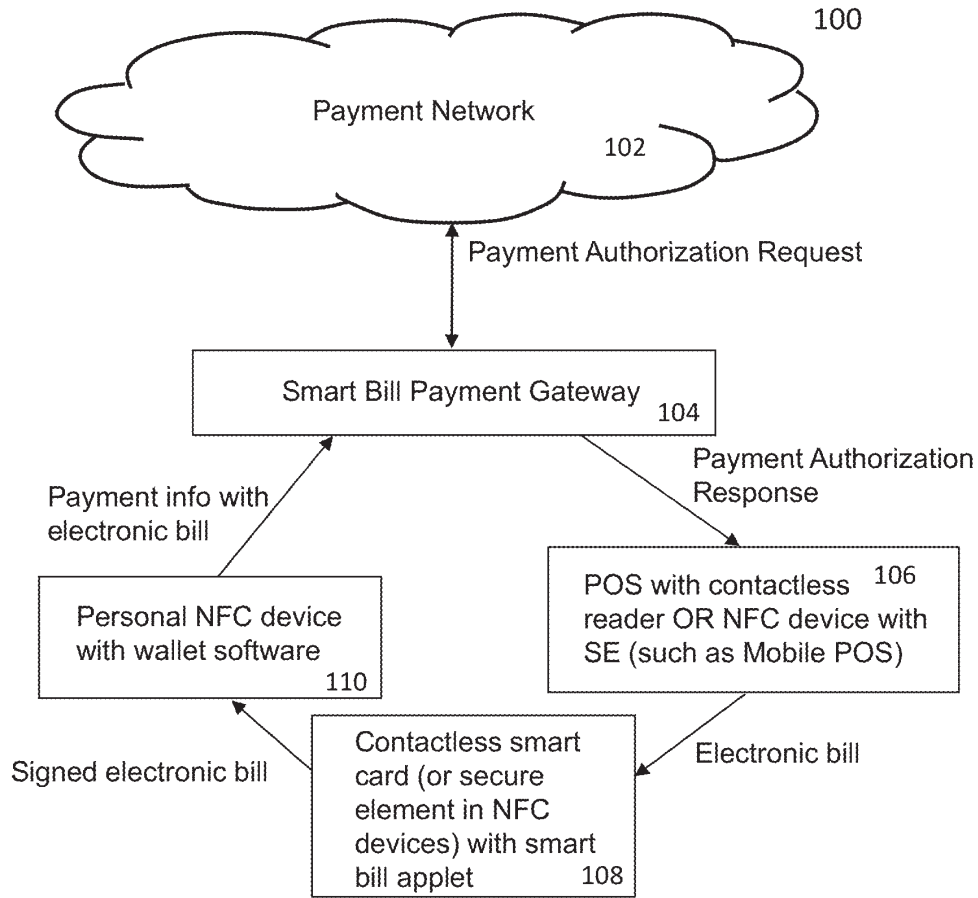 100
Payment Network
102
Payment Authorization Request
Smart Bill Payment Gateway
104
Payment Authorization
Response
Payment info with
electronic bill
POS with contactless
106
reader OR NFC device with
SE (such as Mobile POS)
Personal NFC device
with wallet software
110
Electronic bill
Signed electronic bill
Contactless smart
card (or secure
element in NFC
devices) with smart
bill applet
108